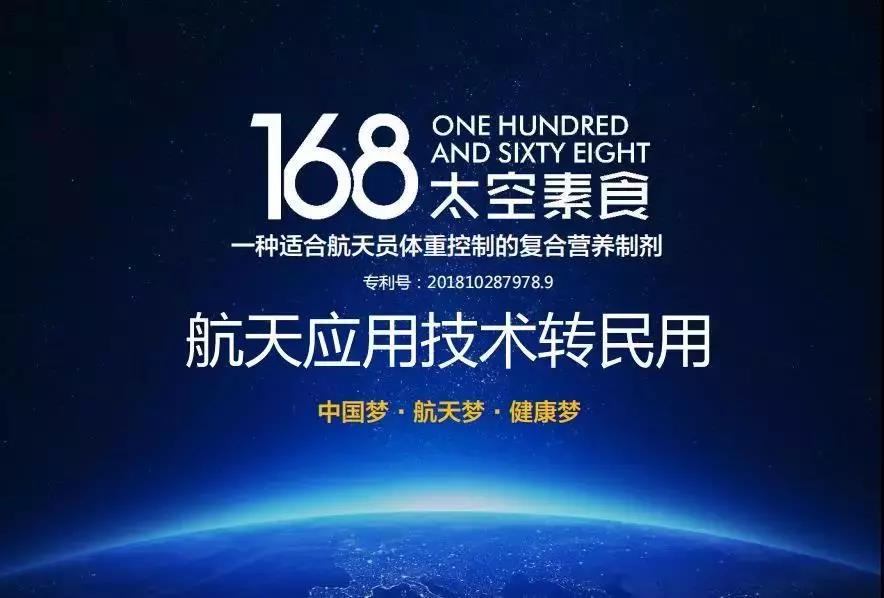 168
ONE HUNDRED
AND SIXTY EIGHT
太空素食
一种适合航天员体重控制的复合营养制剂
专利号：201810287978.9
航天应用技术转民用
中国梦·航天梦·健康梦